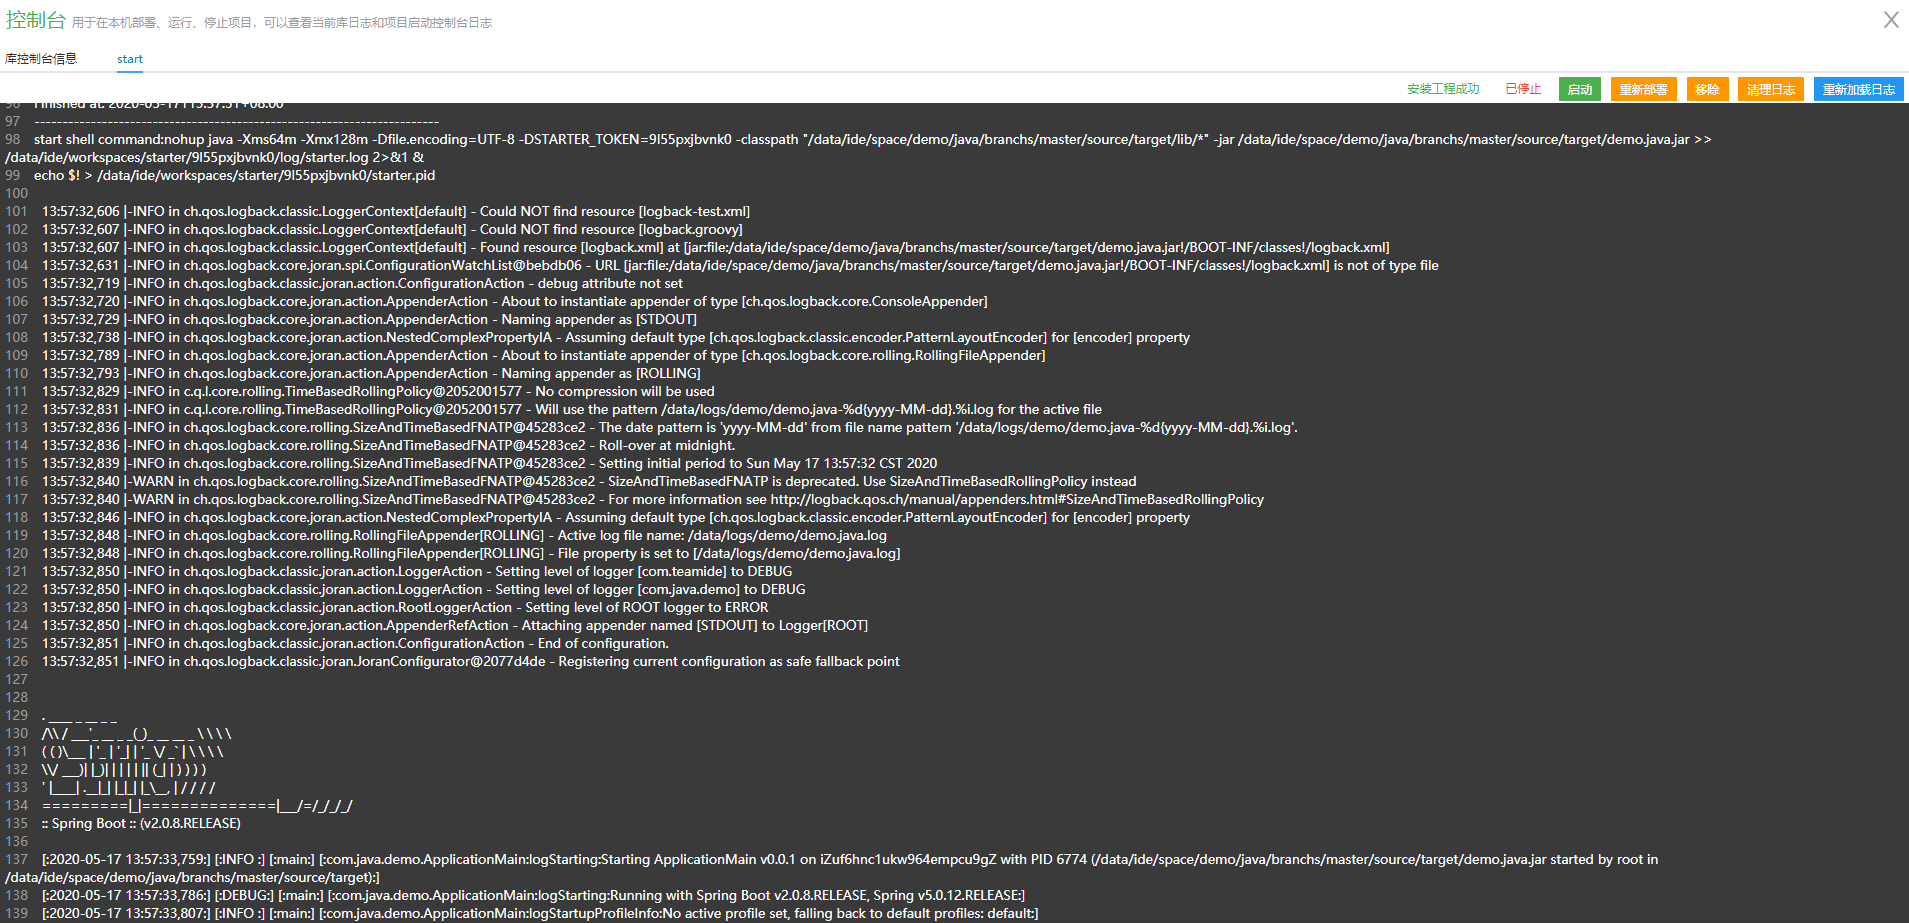 控制台 用于在本机部署、运行、停止项目，可以查看当前库日志和项目启动控制台日志
X
库控制台信息 start
安装工程成功 已停止 启动 重新部署 移除 清理日志 重新加载日志
96 Finished at: 2020-05-17T13:57:31+08:00
97 ------------------------------------------------------------------------
98 start shell command:nohup java -Xms64m -Xmx128m -Dfile.encoding=UTF-8 -DSTARTER_TOKEN=9l55pxjbvnk0 -classpath "/data/ide/space/demo/java/branchs/master/source/target/lib/*" -jar /data/ide/space/demo/java/branchs/master/source/target/demo.java.jar >>
/data/ide/workspaces/starter/9l55pxjbvnk0/log/starter.log 2>&1 &
99 echo $! > /data/ide/workspaces/starter/9l55pxjbvnk0/starter.pid
100
101 13:57:32,606 |-INFO in ch.qos.logback.classic.LoggerContext[default] - Could NOT find resource [logback-test.xml]
102 13:57:32,607 |-INFO in ch.qos.logback.classic.LoggerContext[default] - Could NOT find resource [logback.groovy]
103 13:57:32,607 |-INFO in ch.qos.logback.classic.LoggerContext[default] - Found resource [logback.xml] at [jar:file:/data/ide/space/demo/java/branchs/master/source/target/demo.java.jar!/BOOT-INF/classes!/logback.xml]
104 13:57:32,631 |-INFO in ch.qos.logback.core.joran.spi.ConfigurationWatchList@bebdb06 - URL [jar:file:/data/ide/space/demo/java/branchs/master/source/target/demo.java.jar!/BOOT-INF/classes!/logback.xml] is not of type file
105 13:57:32,719 |-INFO in ch.qos.logback.classic.joran.action.ConfigurationAction - debug attribute not set
106 13:57:32,720 |-INFO in ch.qos.logback.core.joran.action.AppenderAction - About to instantiate appender of type [ch.qos.logback.core.ConsoleAppender]
107 13:57:32,729 |-INFO in ch.qos.logback.core.joran.action.AppenderAction - Naming appender as [STDOUT]
108 13:57:32,738 |-INFO in ch.qos.logback.core.joran.action.NestedComplexPropertyIA - Assuming default type [ch.qos.logback.classic.encoder.PatternLayoutEncoder] for [encoder] property
109 13:57:32,789 |-INFO in ch.qos.logback.core.joran.action.AppenderAction - About to instantiate appender of type [ch.qos.logback.core.rolling.RollingFileAppender]
110 13:57:32,793 |-INFO in ch.qos.logback.core.joran.action.AppenderAction - Naming appender as [ROLLING]
111 13:57:32,829 |-INFO in c.q.l.core.rolling.TimeBasedRollingPolicy@2052001577 - No compression will be used
112 13:57:32,831 |-INFO in c.q.l.core.rolling.TimeBasedRollingPolicy@2052001577 - Will use the pattern /data/logs/demo/demo.java-%d{yyyy-MM-dd}.%i.log for the active file
113 13:57:32,836 |-INFO in ch.qos.logback.core.rolling.SizeAndTimeBasedFNATP@45283ce2 - The date pattern is 'yyyy-MM-dd' from file name pattern '/data/logs/demo/demo.java-%d{yyyy-MM-dd}.%i.log'.
114 13:57:32,836 |-INFO in ch.qos.logback.core.rolling.SizeAndTimeBasedFNATP@45283ce2 - Roll-over at midnight.
115 13:57:32,839 |-INFO in ch.qos.logback.core.rolling.SizeAndTimeBasedFNATP@45283ce2 - Setting initial period to Sun May 17 13:57:32 CST 2020
116 13:57:32,840 |-WARN in ch.qos.logback.core.rolling.SizeAndTimeBasedFNATP@45283ce2 - SizeAndTimeBasedFNATP is deprecated. Use SizeAndTimeBasedRollingPolicy instead
117 13:57:32,840 |-WARN in ch.qos.logback.core.rolling.SizeAndTimeBasedFNATP@45283ce2 - For more information see http://logback.qos.ch/manual/appenders.html#SizeAndTimeBasedRollingPolicy
118 13:57:32,846 |-INFO in ch.qos.logback.core.joran.action.NestedComplexPropertyIA - Assuming default type [ch.qos.logback.classic.encoder.PatternLayoutEncoder] for [encoder] property
119 13:57:32,848 |-INFO in ch.qos.logback.core.rolling.RollingFileAppender[ROLLING] - Active log file name: /data/logs/demo/demo.java.log
120 13:57:32,848 |-INFO in ch.qos.logback.core.rolling.RollingFileAppender[ROLLING] - File property is set to [/data/logs/demo/demo.java.log]
121 13:57:32,850 |-INFO in ch.qos.logback.classic.joran.action.LoggerAction - Setting level of logger [com.teamide] to DEBUG
122 13:57:32,850 |-INFO in ch.qos.logback.classic.joran.action.LoggerAction - Setting level of logger [com.java.demo] to DEBUG
123 13:57:32,850 |-INFO in ch.qos.logback.classic.joran.action.RootLoggerAction - Setting level of ROOT logger to ERROR
124 13:57:32,850 |-INFO in ch.qos.logback.core.joran.action.AppenderRefAction - Attaching appender named [STDOUT] to Logger[ROOT]
125 13:57:32,851 |-INFO in ch.qos.logback.classic.joran.action.ConfigurationAction - End of configuration.
126 13:57:32,851 |-INFO in ch.qos.logback.classic.joran.JoranConfigurator@2077d4de - Registering current configuration as safe fallback point
127
128
129 . ____ _ __ _ _
130 /\\ / ___'_ __ _ _(_)_ __ __ _ \ \ \ \
131 ( ( )\___ | '_ | '_| | '_ \/ _` | \ \ \ \
132 \\/ ___)| |_)| | | | | || (_| | ) ) ) )
133 ' |____| .__|_| |_|_| |_\__, | / / / /
134 =========|_|==============|___/=/_/_/_/
135 :: Spring Boot :: (v2.0.8.RELEASE)
136
137 [:2020-05-17 13:57:33,759:] [:INFO :] [:main:] [:com.java.demo.ApplicationMain:logStarting:Starting ApplicationMain v0.0.1 on iZuf6hnc1ukw964empcu9gZ with PID 6774 (/data/ide/space/demo/java/branchs/master/source/target/demo.java.jar started by root in
/data/ide/space/demo/java/branchs/master/source/target):]
138 [:2020-05-17 13:57:33,786:] [:DEBUG:] [:main:] [:com.java.demo.ApplicationMain:logStarting:Running with Spring Boot v2.0.8.RELEASE, Spring v5.0.12.RELEASE:]
139 [:2020-05-17 13:57:33,807:] [:INFO :] [:main:] [:com.java.demo.ApplicationMain:logStartupProfileInfo:No active profile set, falling back to default profiles: default:]